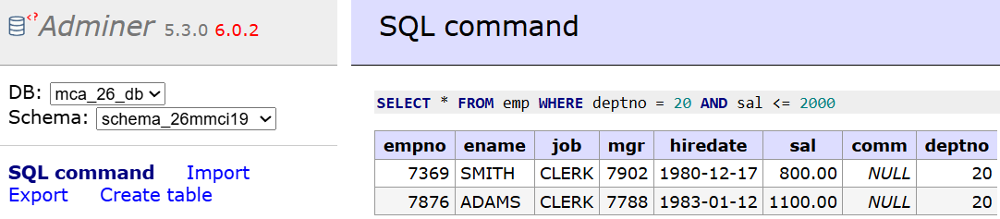 Adminer 5.3.0 6.0.2
DB: mca_26_db
Schema: schema_26mmci19
SQL command Import
Export Create table
SQL command
SELECT * FROM emp WHERE deptno = 20 AND sal <= 2000
empno ename job mgr hiredate sal comm deptno
7369 SMITH CLERK 7902 1980-12-17 800.00 NULL 20
7876 ADAMS CLERK 7788 1983-01-12 1100.00 NULL 20